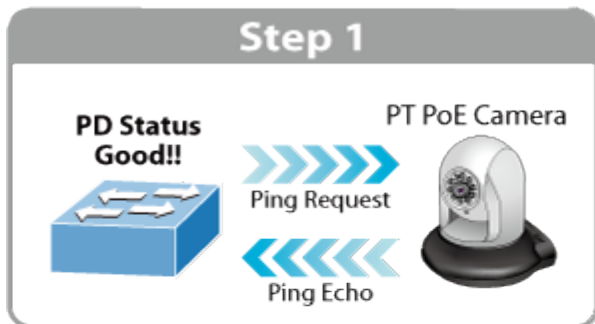 Step 1
PD Status
Good!!
PT PoE Camera
Ping Request
Ping Echo